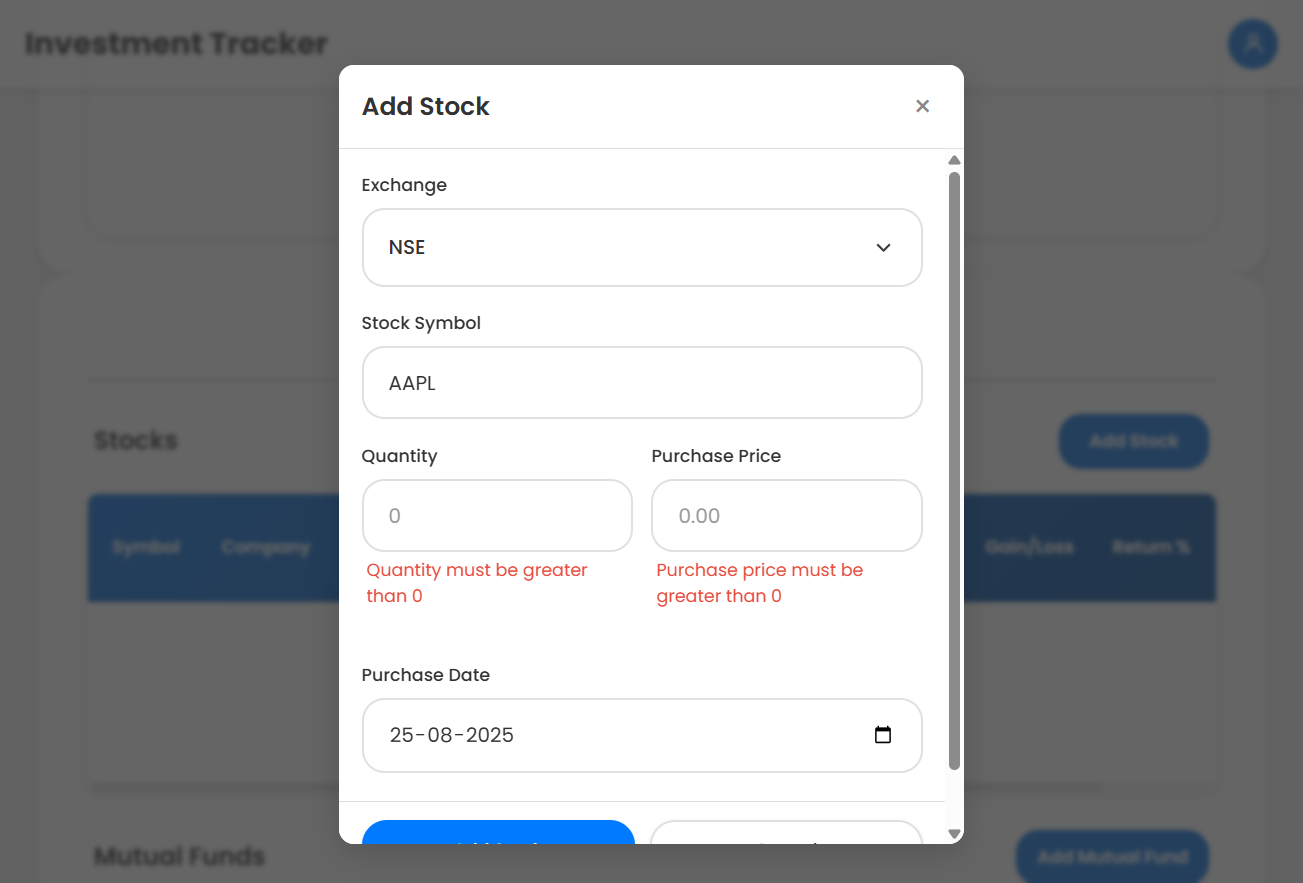 Investment Tracker
Add Stock
Exchange
NSE
Stock Symbol
AAPL
Quantity
Purchase Price
0
0.00
Quantity must be greater
than 0
Purchase price must be
greater than 0
Purchase Date
25-08-2025
Stocks
Add Stock
Symbol
Company
Gain/Loss
Return %
Mutual Funds
Add Mutual Fund